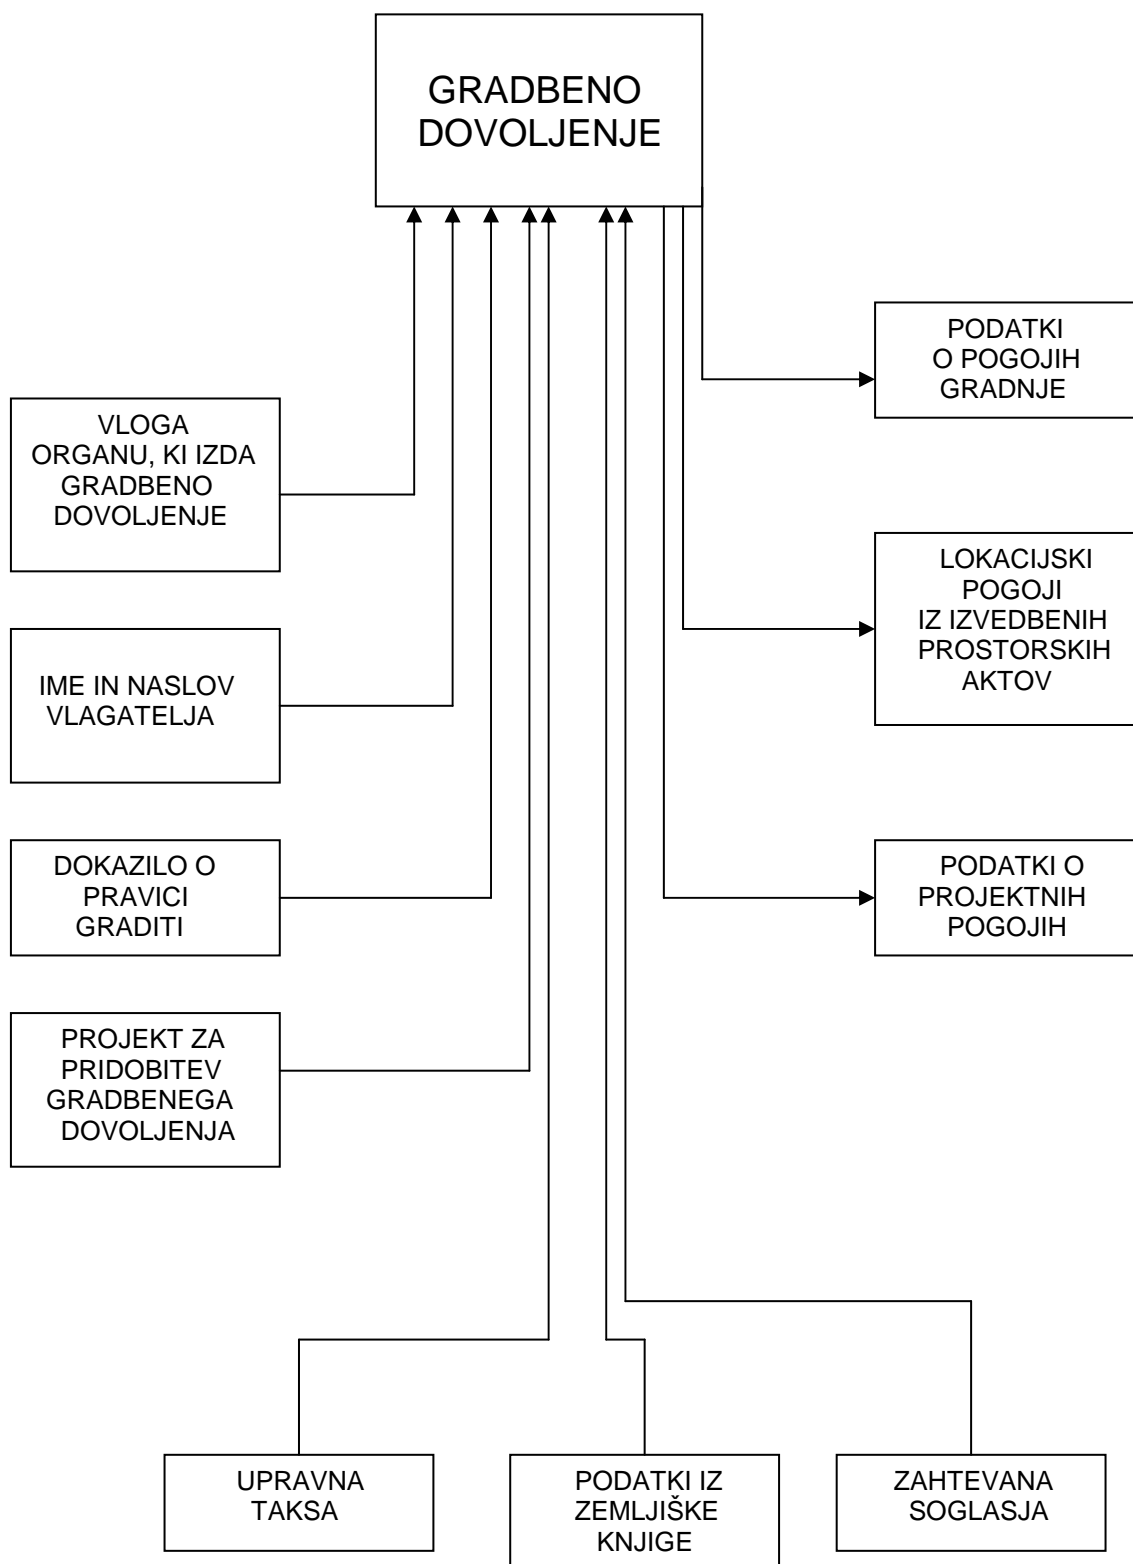 GRADBENO
DOVOLJENJE
PODATKI
O POGOJIH
GRADNJE
VLOGA
ORGANU, KI IZDA
GRADBENO
DOVOLJENJE
LOKACIJSKI
POGOJI
IZ IZVEDBENIH
PROSTORSKIH
AKTOV
IME IN NASLOV
VLAGATELJA
DOKAZILO O
PRAVICI
GRADITI
PODATKI O
PROJEKTNIH
POGOJIH
PROJEKT ZA
PRIDOBITEV
GRADBENEGA
DOVOLJENJA
UPRAVNA
TAKSA
PODATKI IZ
ZEMLJIŠKE
KNJIGE
ZAHTEVANA
SOGLASJA